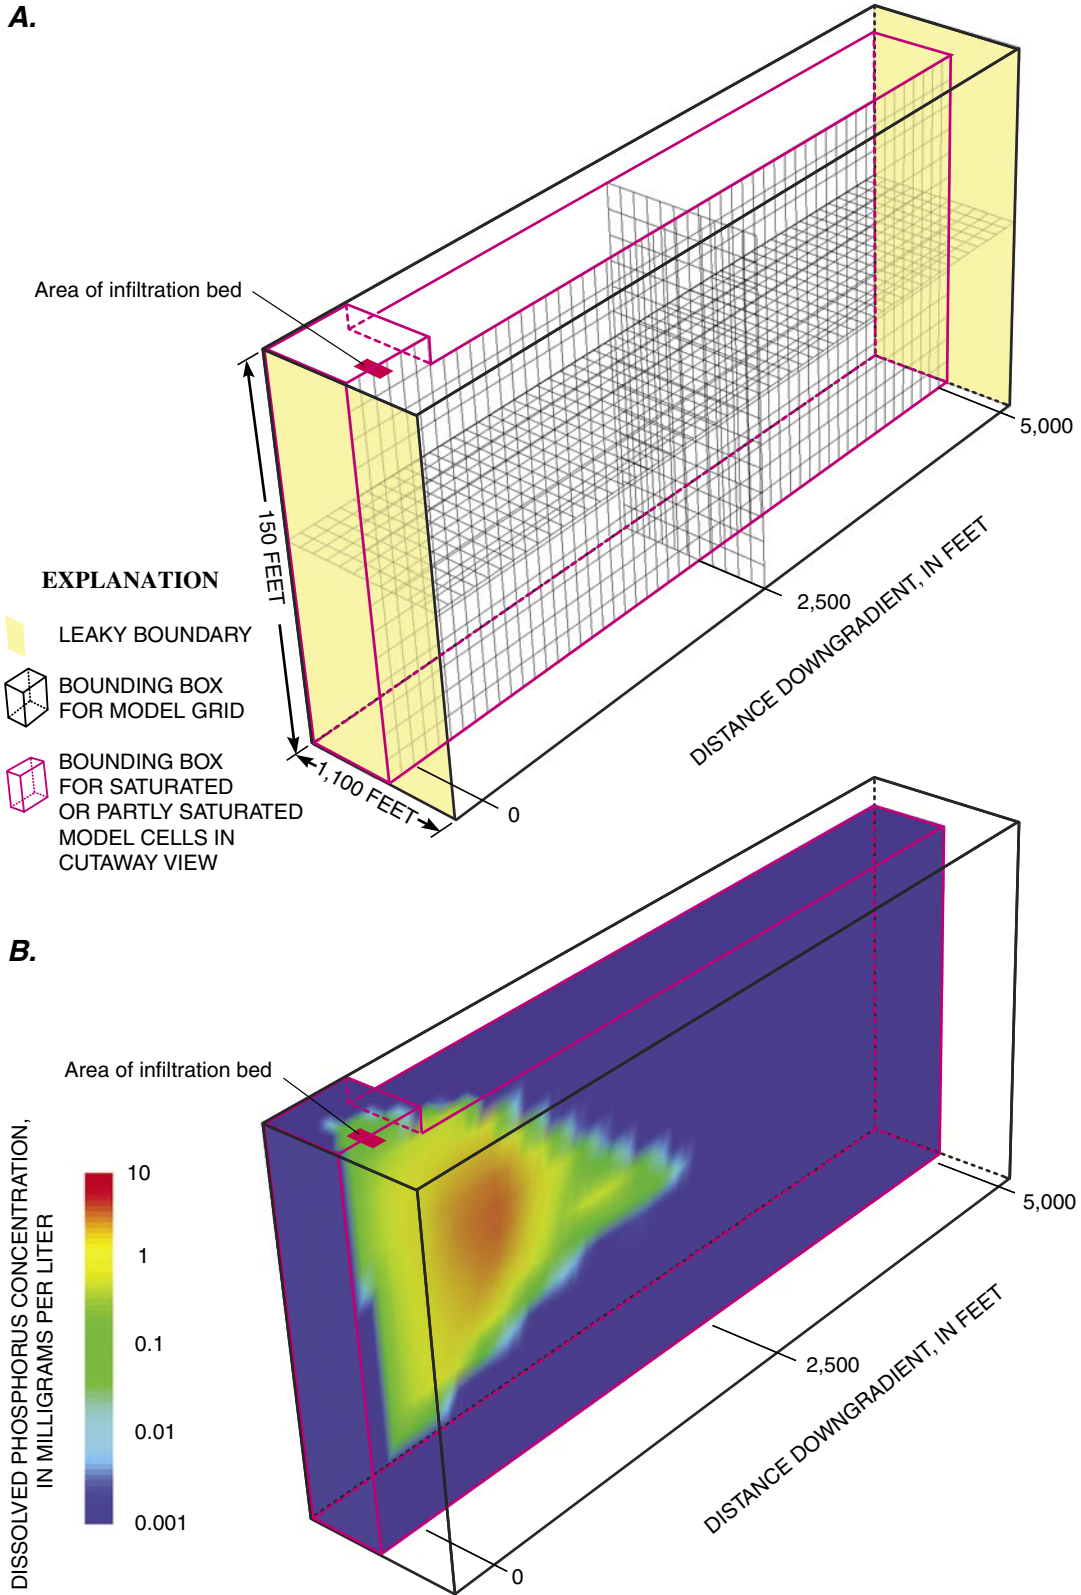 A.
Area of infiltration bed
150 FEET
1,100 FEET
0
2,500
5,000
DISTANCE DOWNGRADIENT, IN FEET
EXPLANATION
LEAKY BOUNDARY
BOUNDING BOX
FOR MODEL GRID
BOUNDING BOX
FOR SATURATED
OR PARTLY SATURATED
MODEL CELLS IN
CUTAWAY VIEW
B.
Area of infiltration bed
DISSOLVED PHOSPHORUS CONCENTRATION,
IN MILLIGRAMS PER LITER
10
1
0.1
0.01
0.001
0
2,500
5,000
DISTANCE DOWNGRADIENT, IN FEET